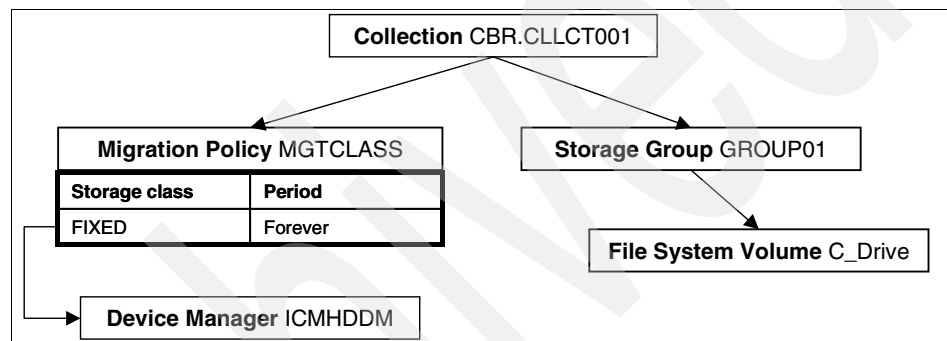 Collection CBR.CLLCT001
Migration Policy MGTCLASS
Storage Group GROUP01
Storage class Period
FIXED Forever
File System Volume C_Drive
Device Manager ICMHDDM